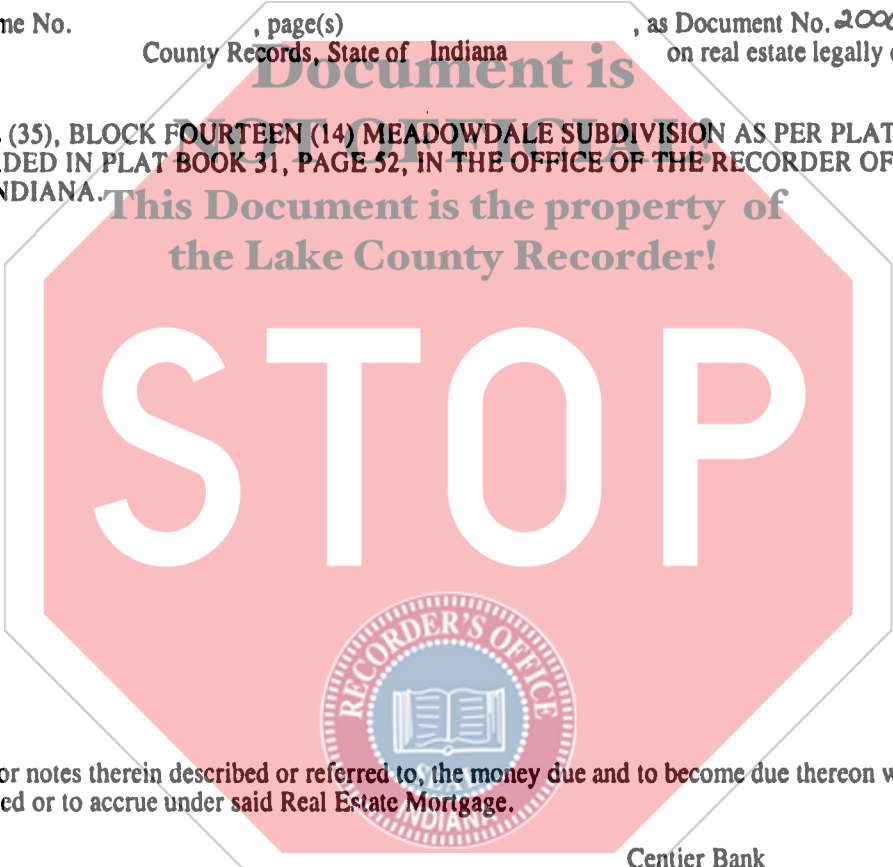 me No. , page(s) , as Document No. 200
County Records, State of Indiana on real estate legally
Document is
NOT OFFICIAL!
(35), BLOCK FOURTEEN (14) MEADOWDALE SUBDIVISION AS PER PLAT
DED IN PLAT BOOK 31, PAGE 52, IN THE OFFICE OF THE RECORDER OF
NDIANA.
This Document is the property of
the Lake County Recorder!
STOP
RECORDER'S OFFICE
SEAL
INDIANA
or notes therein described or referred to, the money due and to become due thereon w
ed or to accrue under said Real Estate Mortgage.
Centier Bank